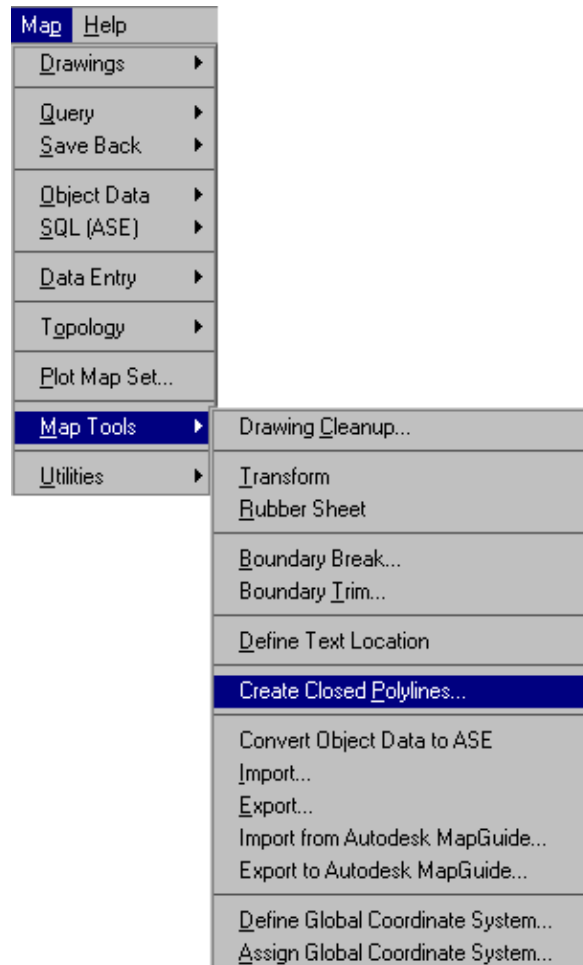 Map Help
Drawings
Query
Save Back
Object Data
SQL (ASE)
Data Entry
Topology
Plot Map Set...
Map Tools
Utilities
Drawing Cleanup...
Transform
Rubber Sheet
Boundary Break...
Boundary Trim...
Define Text Location
Create Closed Polylines...
Convert Object Data to ASE
Import...
Export...
Import from Autodesk MapGuide...
Export to Autodesk MapGuide...
Define Global Coordinate System...
Assign Global Coordinate System...